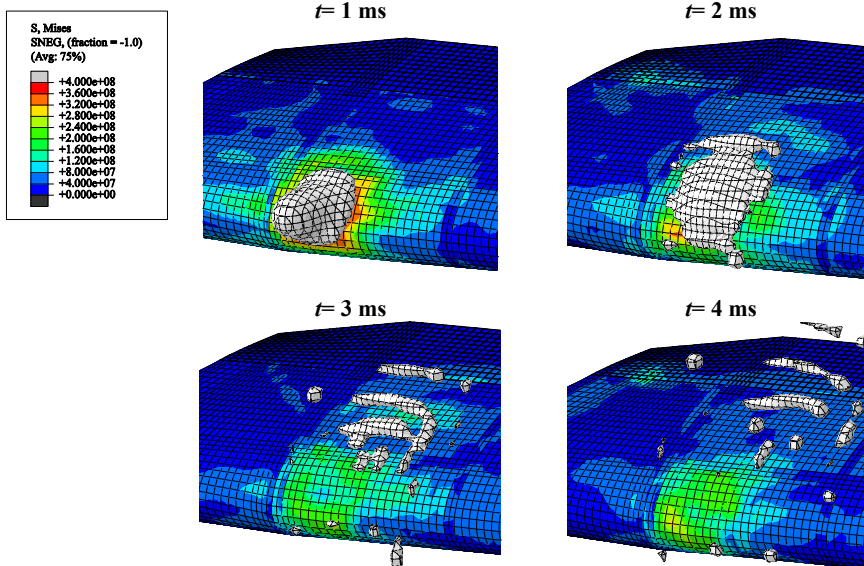 t= 1 ms
t= 2 ms
S, Mises
SNEG, (fraction = -1.0)
(Avg: 75%)
+4.000e+08
+3.600e+08
+3.200e+08
+2.800e+08
+2.400e+08
+2.000e+08
+1.600e+08
+1.200e+08
+8.000e+07
+4.000e+07
+0.000e+00
t= 3 ms
t= 4 ms